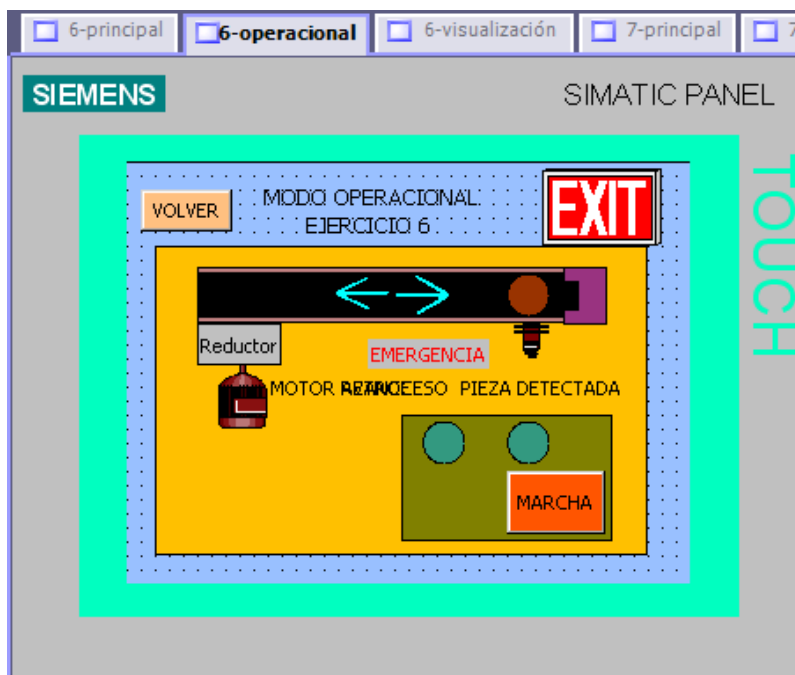 6-principal
6-operacional
6-visualización
7-principal
7
SIEMENS
SIMATIC PANEL
TOUCH
VOLVER
MODO OPERACIONAL
EJERCICIO 6
EXIT
Reductor
EMERGENCIA
MOTOR
PIEZA DETECTADA
MARCHA